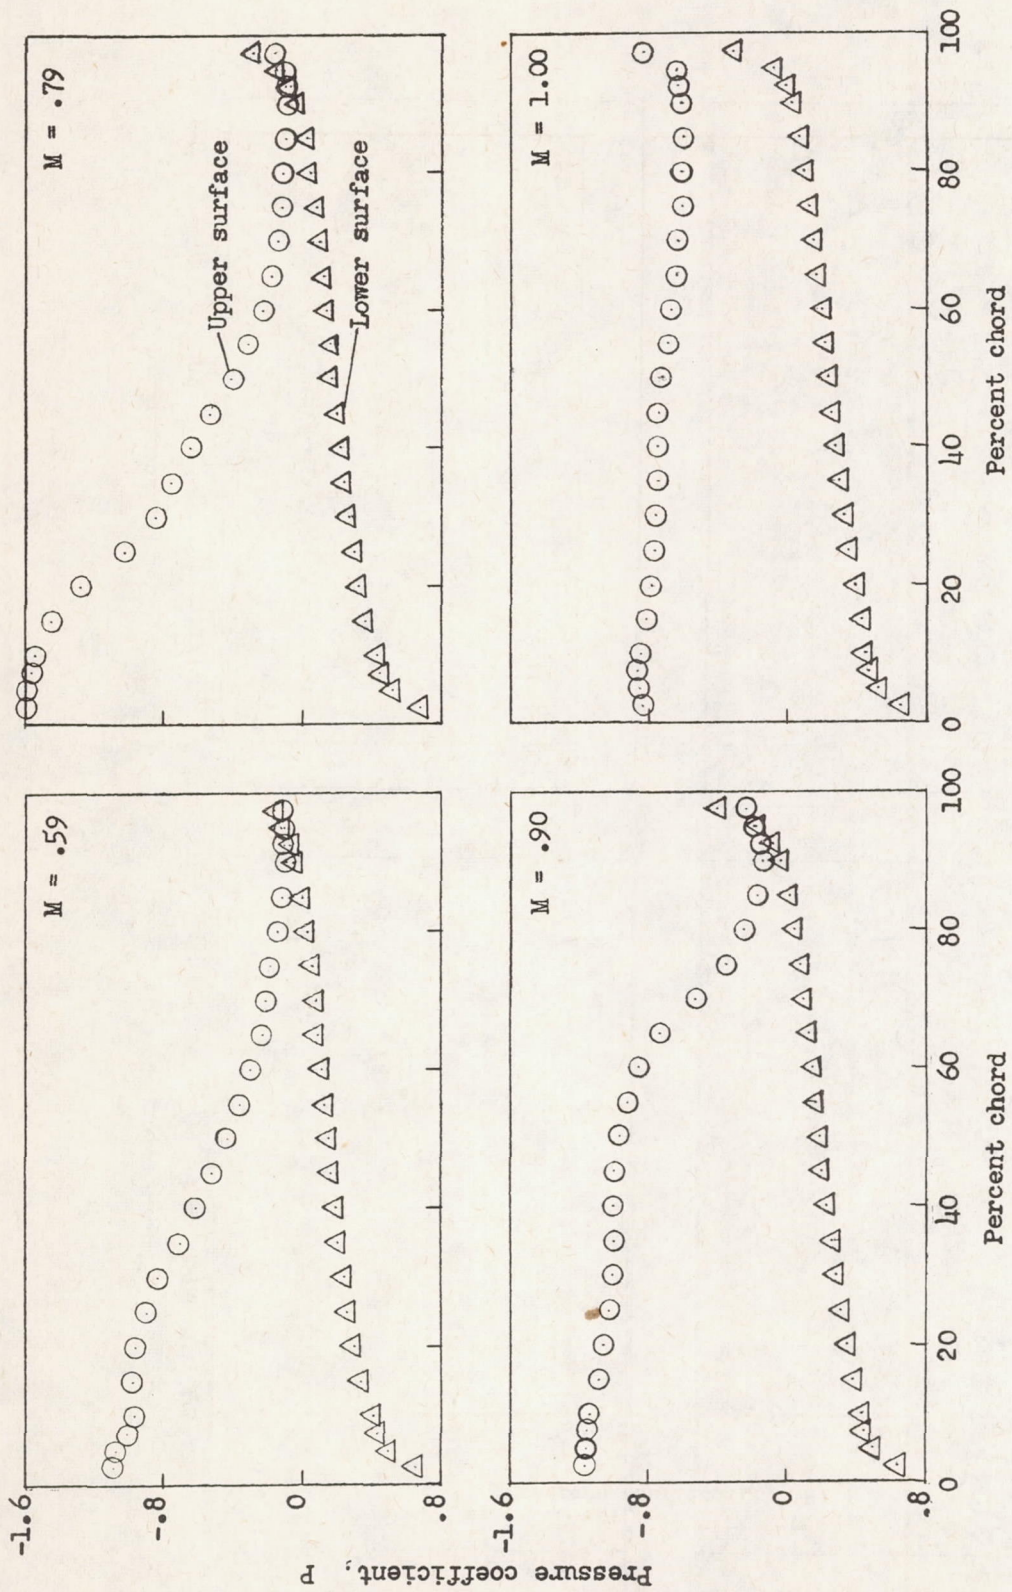 M = .59
M = .79
Upper surface
Lower surface
-1.6
-.8
0
.8
Pressure coefficient, P
M = .90
M = 1.00
-1.6
-.8
0
.8
0 20 40 60 80 100
Percent chord
0 20 40 60 80 100
Percent chord